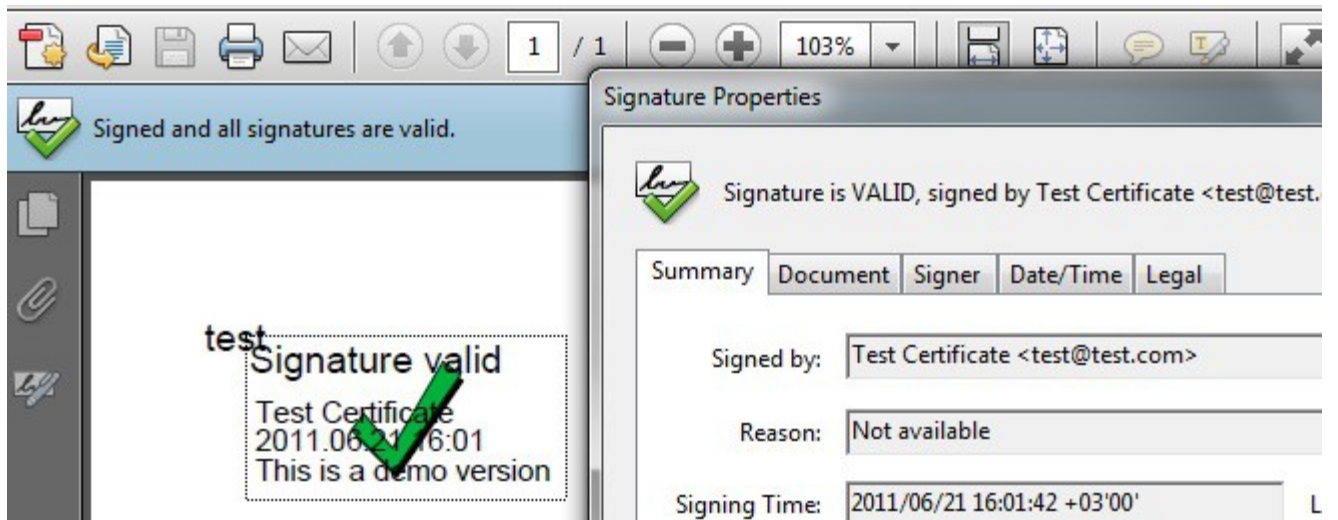 1 / 1
103%
Signature Properties
Signed and all signatures are valid.
Signature is VALID, signed by Test Certificate <test@test.
Summary Document Signer Date/Time Legal
test
Signature valid
Test Certificate
2011.06.21 16:01
This is a demo version
Signed by: Test Certificate <test@test.com>
Reason: Not available
Signing Time: 2011/06/21 16:01:42 +03'00'
L